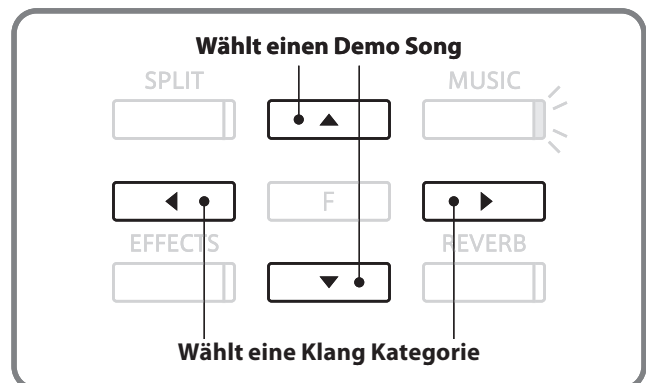 Wählt einen Demo Song
SPLIT
MUSIC
F
EFFECTS
REVERB
Wählt eine Klang Kategorie